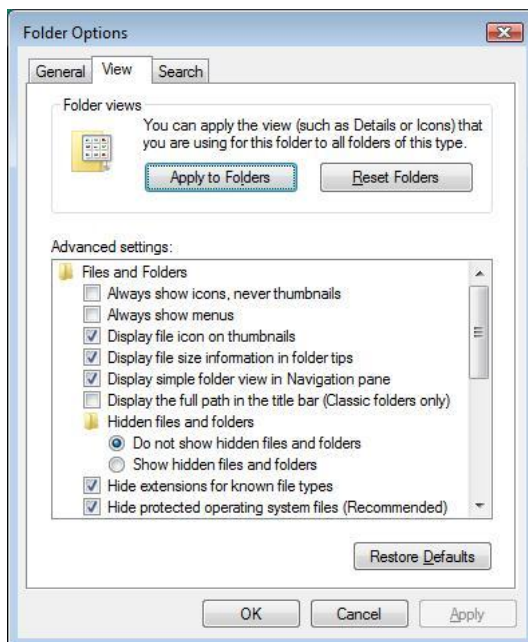 Folder Options
General View Search
Folder views
You can apply the view (such as Details or Icons) that
you are using for this folder to all folders of this type.
Apply to Folders Reset Folders
Advanced settings:
Files and Folders
Always show icons, never thumbnails
Always show menus
Display file icon on thumbnails
Display file size information in folder tips
Display simple folder view in Navigation pane
Display the full path in the title bar (Classic folders only)
Hidden files and folders
Do not show hidden files and folders
Show hidden files and folders
Hide extensions for known file types
Hide protected operating system files (Recommended)
Restore Defaults
OK Cancel Apply